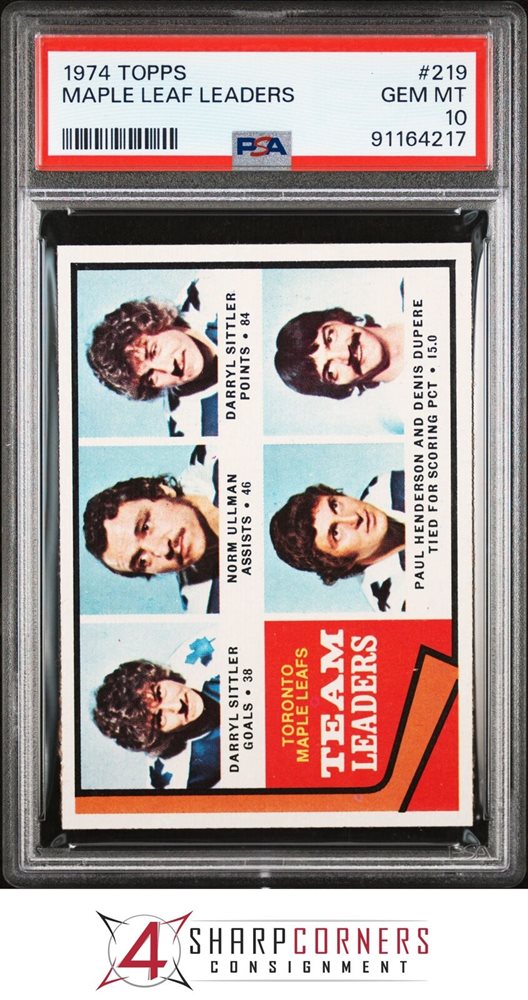 1974 TOPPS #219
MAPLE LEAF LEADERS GEM MT
10
PSA 91164217
DARRYL SITTLER
GOALS • 38
NORM ULLMAN
ASSISTS • 46
DARRYL SITTLER
POINTS • 84
TORONTO
MAPLE LEAFS
TEAM
LEADERS
PAUL HENDERSON AND DENIS DUPERE
TIED FOR SCORING PCT • 15.0
PSA
4 SHARPCORNERS
CONSIGNMENT